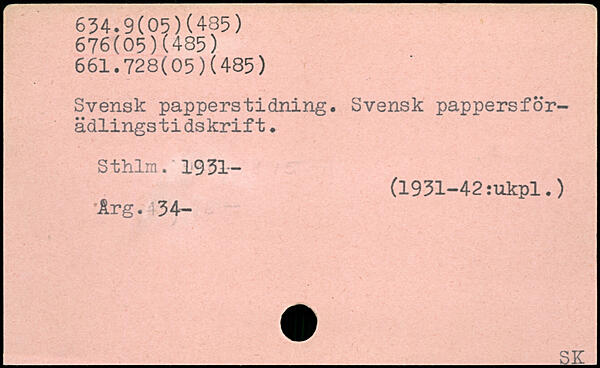 634.9(05)(485)
676(05)(485)
661.728(05)(485)
Svensk papperstidning. Svensk pappersför-
ädlingstidskrift.
Sthlm. 1931-
(1931-42:ukpl.)
Årg. 34-
SK